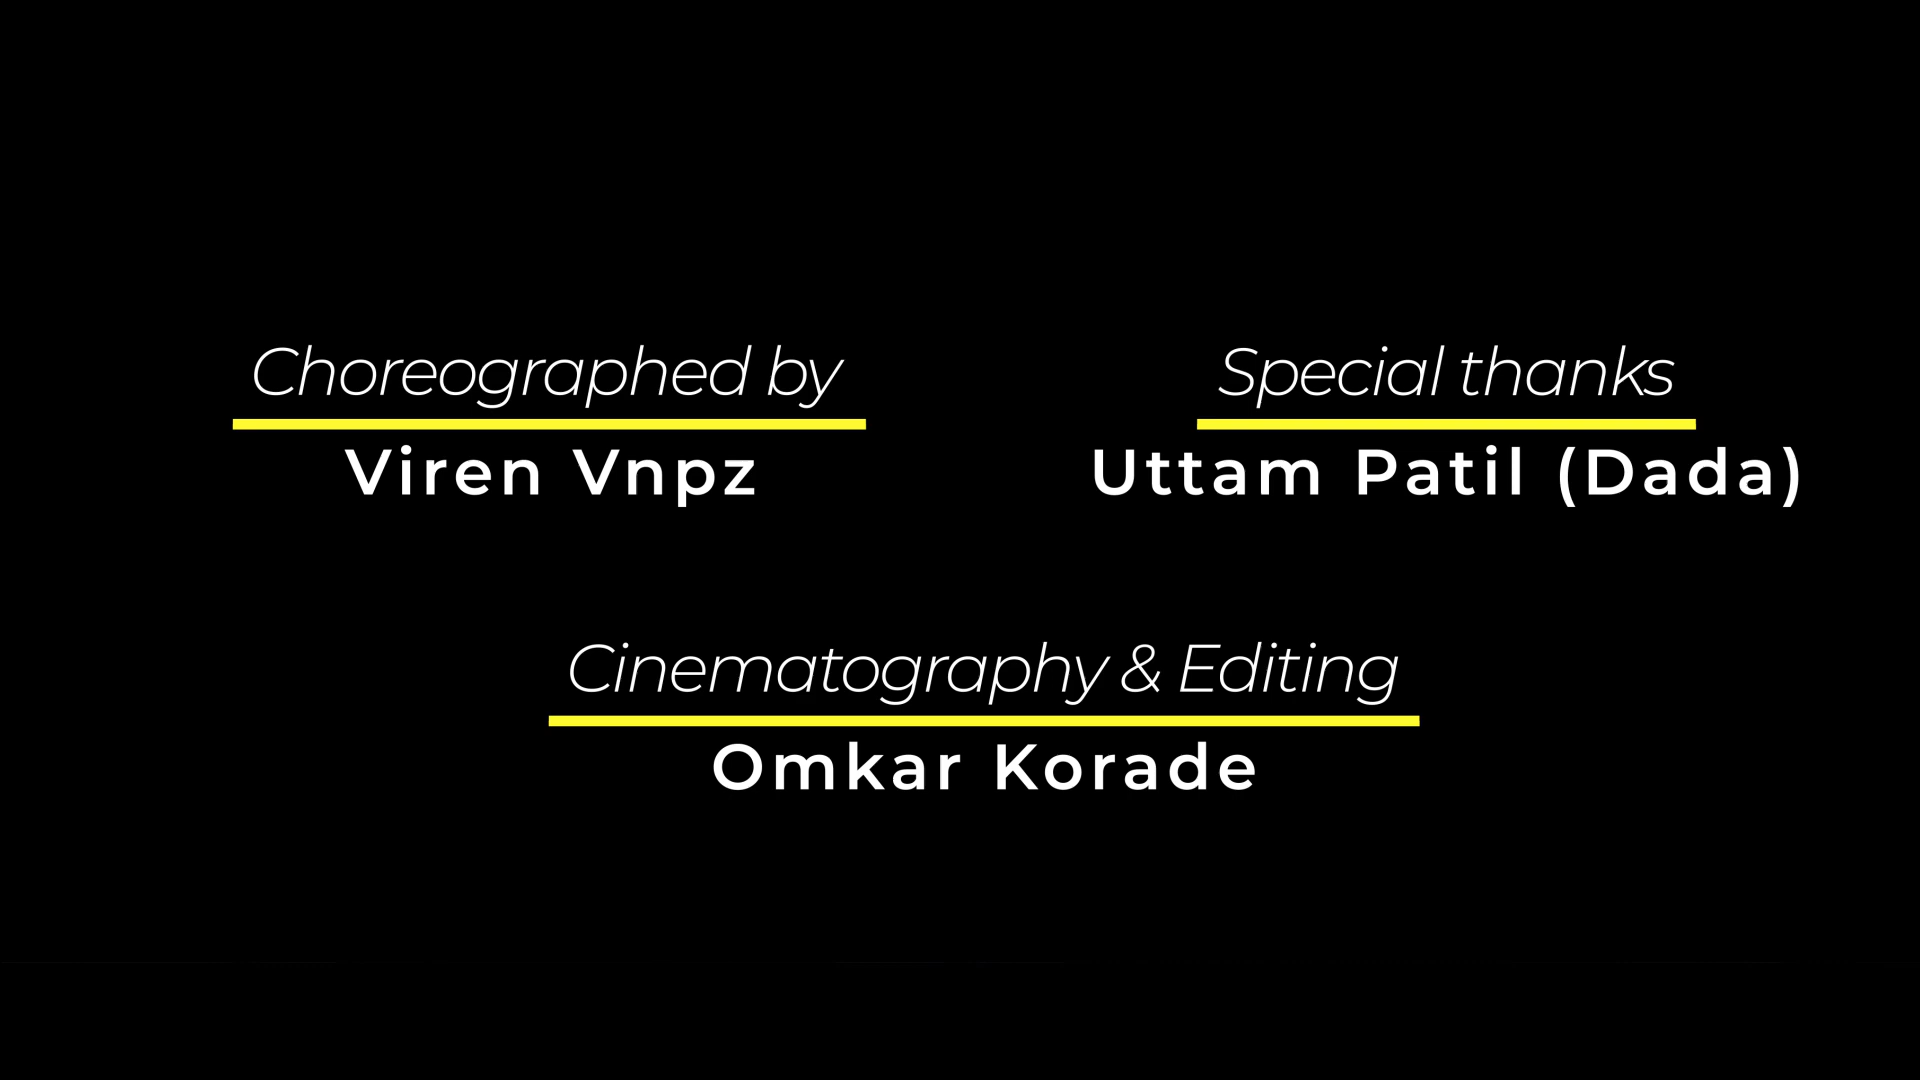 Choreographed by
Viren Vnpz
Special thanks
Uttam Patil (Dada)
Cinematography & Editing
Omkar Korade